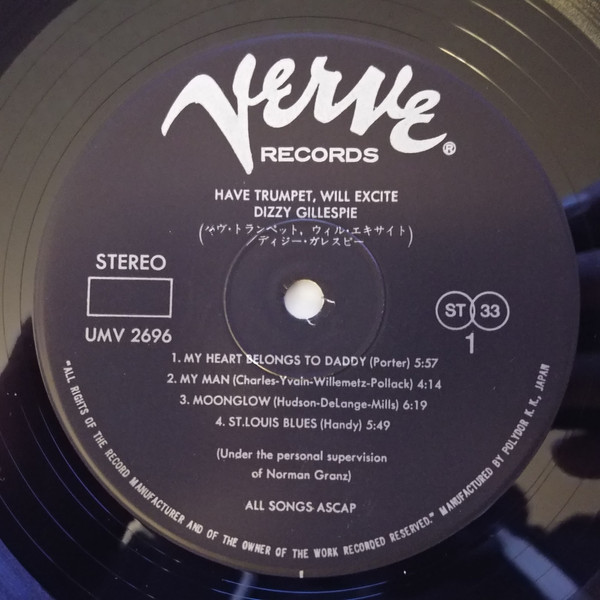 Verve
RECORDS
®
HAVE TRUMPET, WILL EXCITE
DIZZY GILLESPIE
(ハヴ・トランペット, ウィル・エキサイト
ディジー・ガレスピー)
STEREO
UMV 2696
ST 33
1
1. MY HEART BELONGS TO DADDY (Porter) 5:57
2. MY MAN (Charles-Yvain-Willemetz-Pollack) 4:14
3. MOONGLOW (Hudson-DeLange-Mills) 6:19
4. ST.LOUIS BLUES (Handy) 5:49
(Under the personal supervision
of Norman Granz)
ALL SONGS ASCAP
"ALL RIGHTS OF THE RECORD MANUFACTURER AND OF THE OWNER OF THE WORK RECORDED RESERVED." MANUFACTURED BY POLYDOR K. K., JAPAN